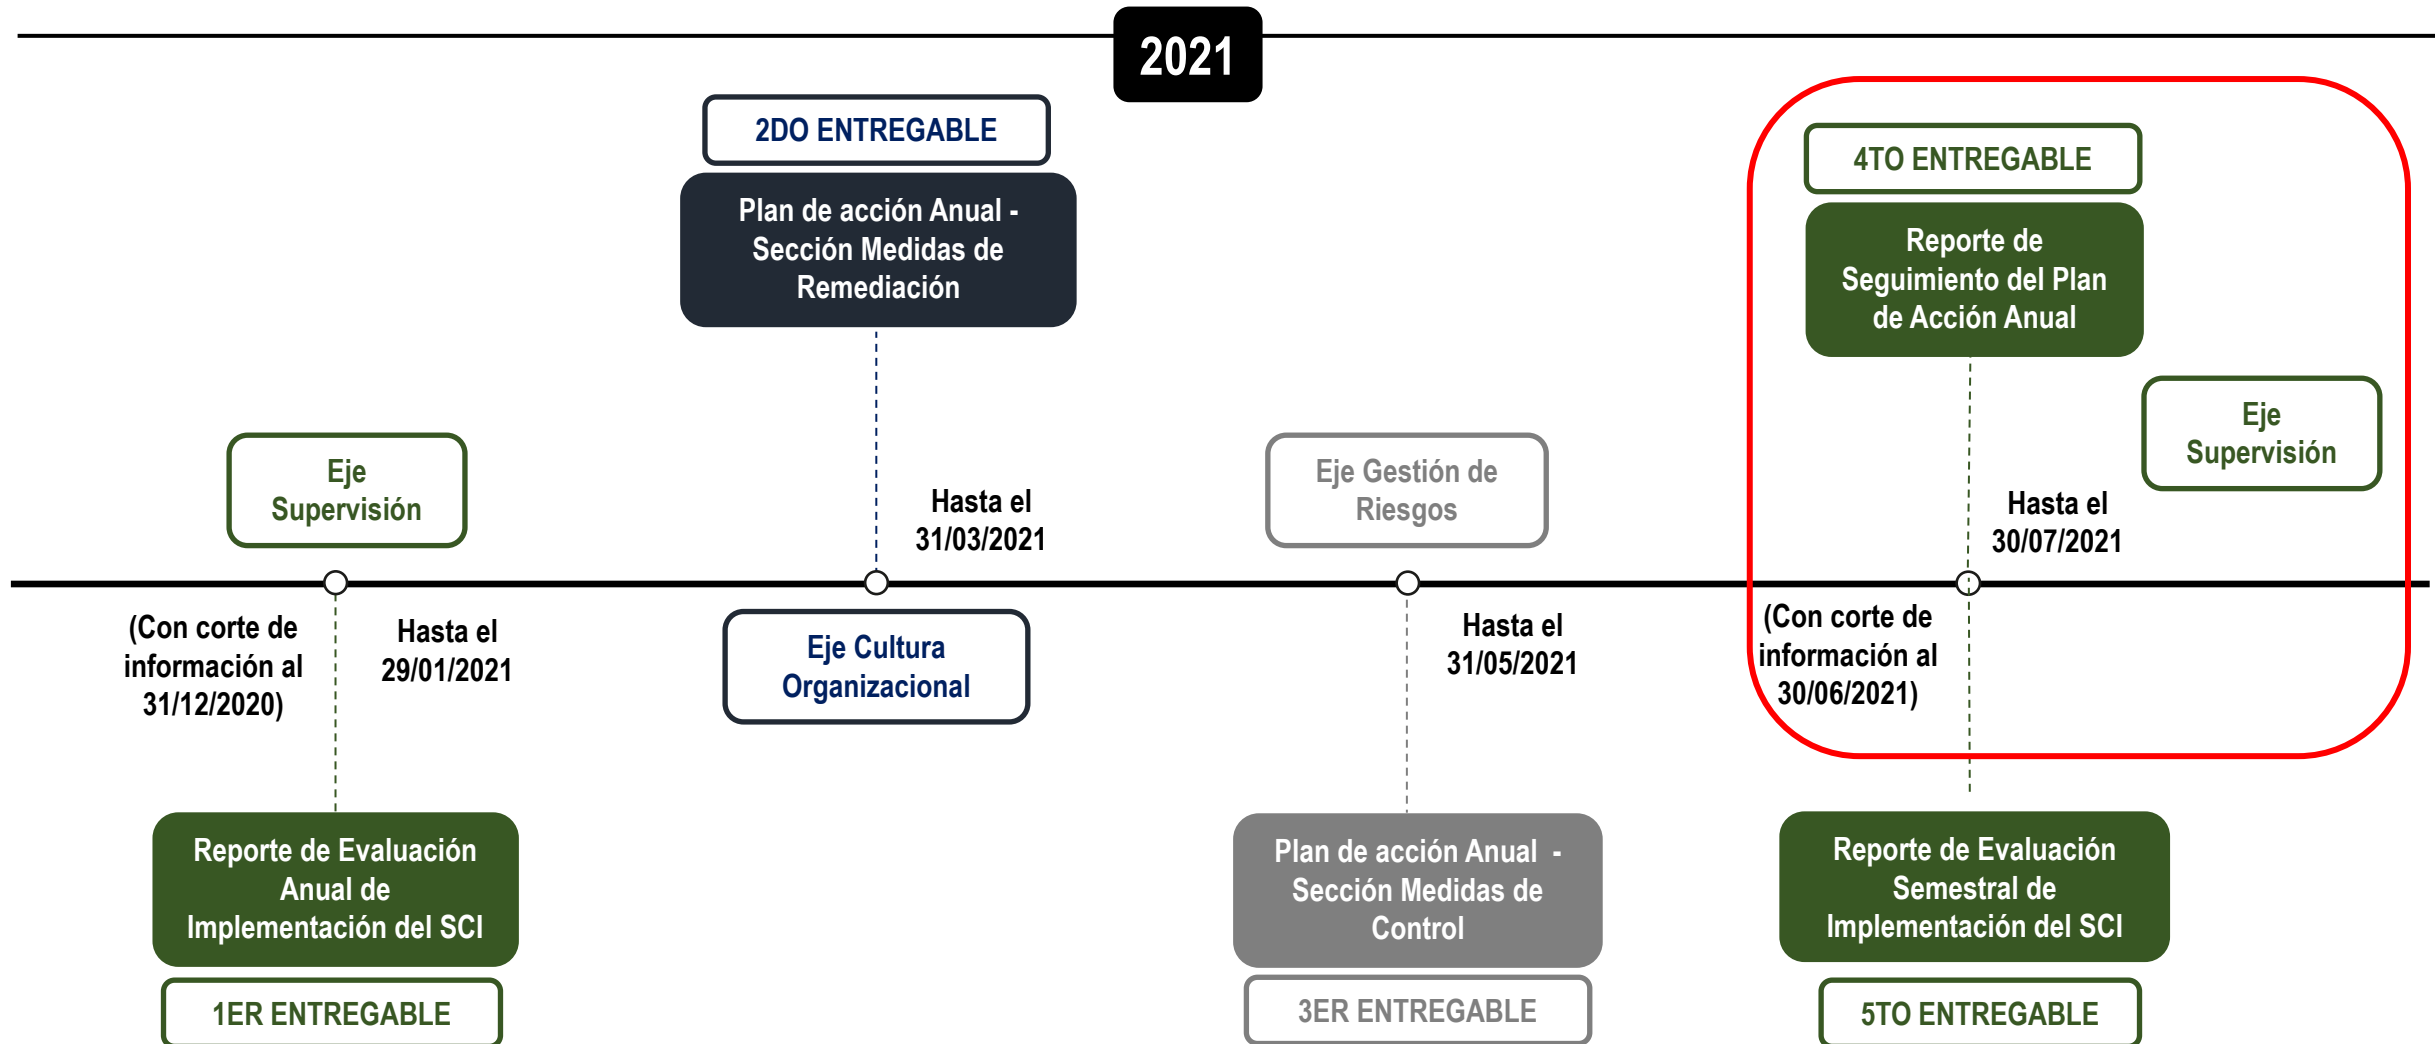 2021
2DO ENTREGABLE
Plan de acción Anual -
Sección Medidas de
Remediación
4TO ENTREGABLE
Reporte de
Seguimiento del Plan
de Acción Anual
Eje
Supervisión
Hasta el
31/03/2021
Eje Gestión de
Riesgos
Hasta el
30/07/2021
Eje
Supervisión
(Con corte de
información al
31/12/2020)
Hasta el
29/01/2021
Eje Cultura
Organizacional
Hasta el
31/05/2021
(Con corte de
información al
30/06/2021)
Reporte de Evaluación
Anual de
Implementación del SCI
1ER ENTREGABLE
Plan de acción Anual -
Sección Medidas de
Control
3ER ENTREGABLE
Reporte de Evaluación
Semestral de
Implementación del SCI
5TO ENTREGABLE